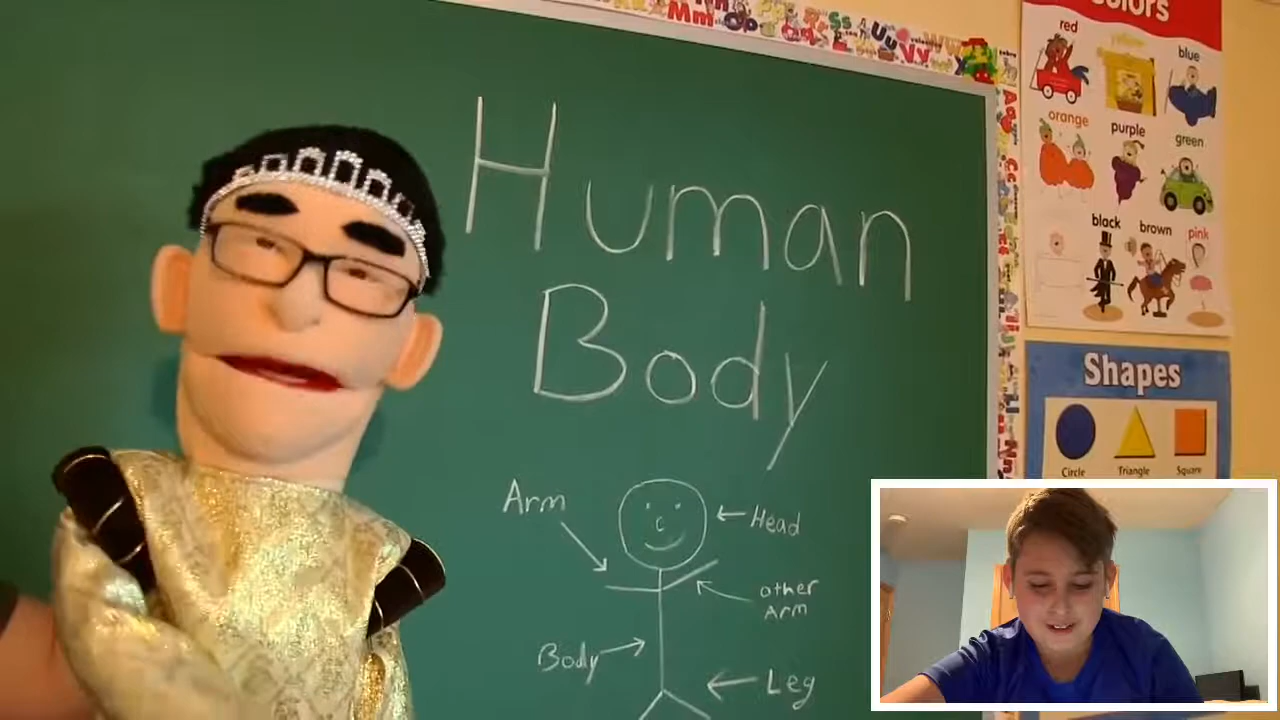 Human
Body
Arm
Head
other
Arm
Body
Leg
Colors
red
yellow
blue
orange
purple
green
black
brown
pink
Shapes
Circle
Triangle
Square